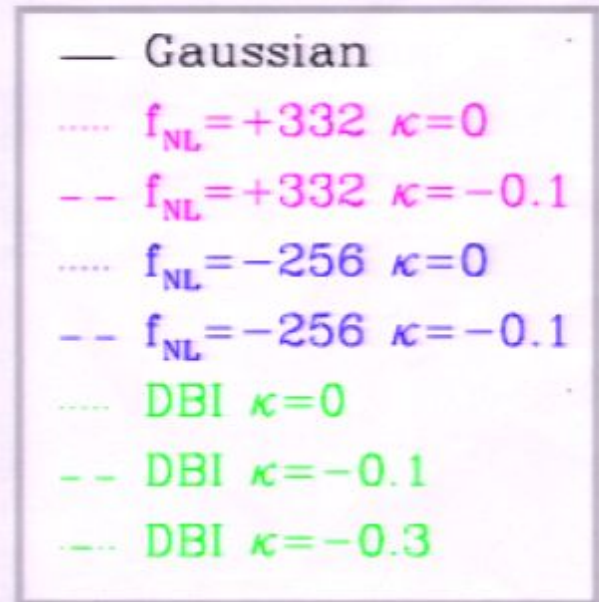 Gaussian
f_NL=+332 κ=0
f_NL=+332 κ=−0.1
f_NL=−256 κ=0
f_NL=−256 κ=−0.1
DBI κ=0
DBI κ=−0.1
DBI κ=−0.3